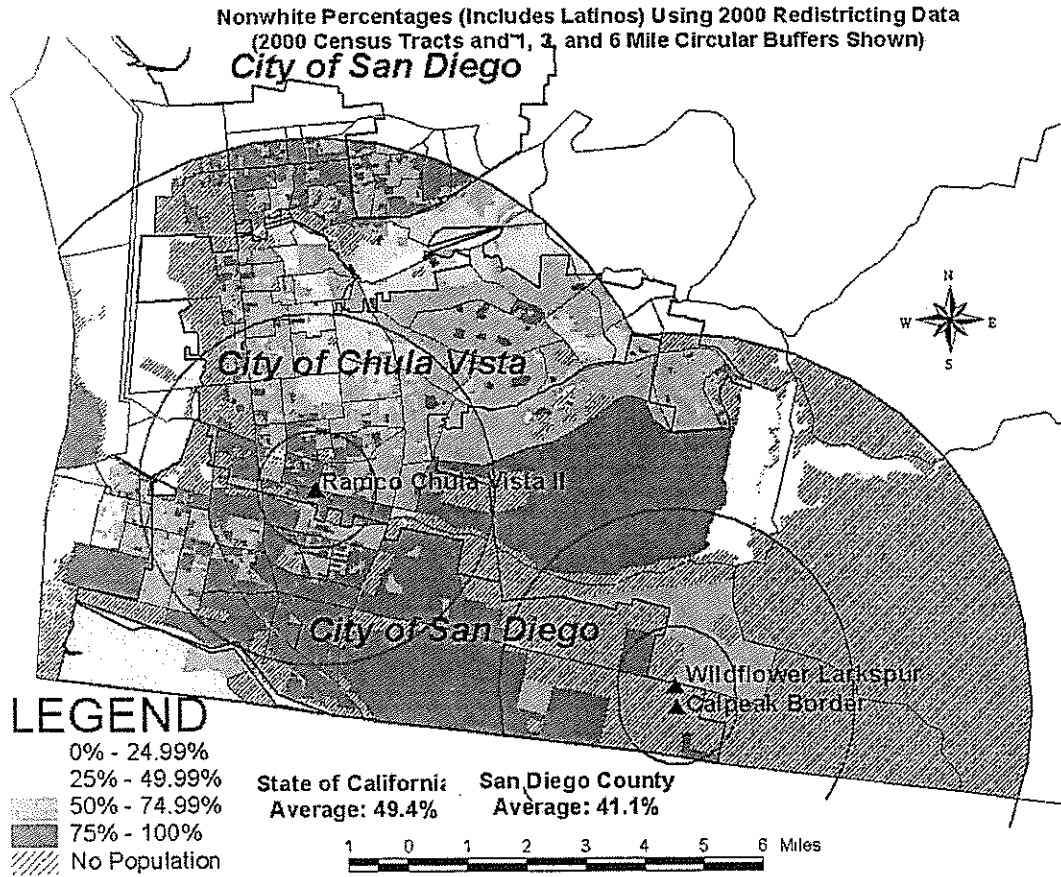 Nonwhite Percentages (Includes Latinos) Using 2000 Redistricting Data
(2000 Census Tracts and 1, 3, and 6 Mile Circular Buffers Shown)
City of San Diego
N
W E
S
City of Chula Vista
Ramco Chula Vista II
City of San Diego
Wildflower Larkspur
Calpeak Border
LEGEND
0% - 24.99%
25% - 49.99%
50% - 74.99%
75% - 100%
No Population
State of California
Average: 49.4%
San Diego County
Average: 41.1%
1 0 1 2 3 4 5 6 Miles